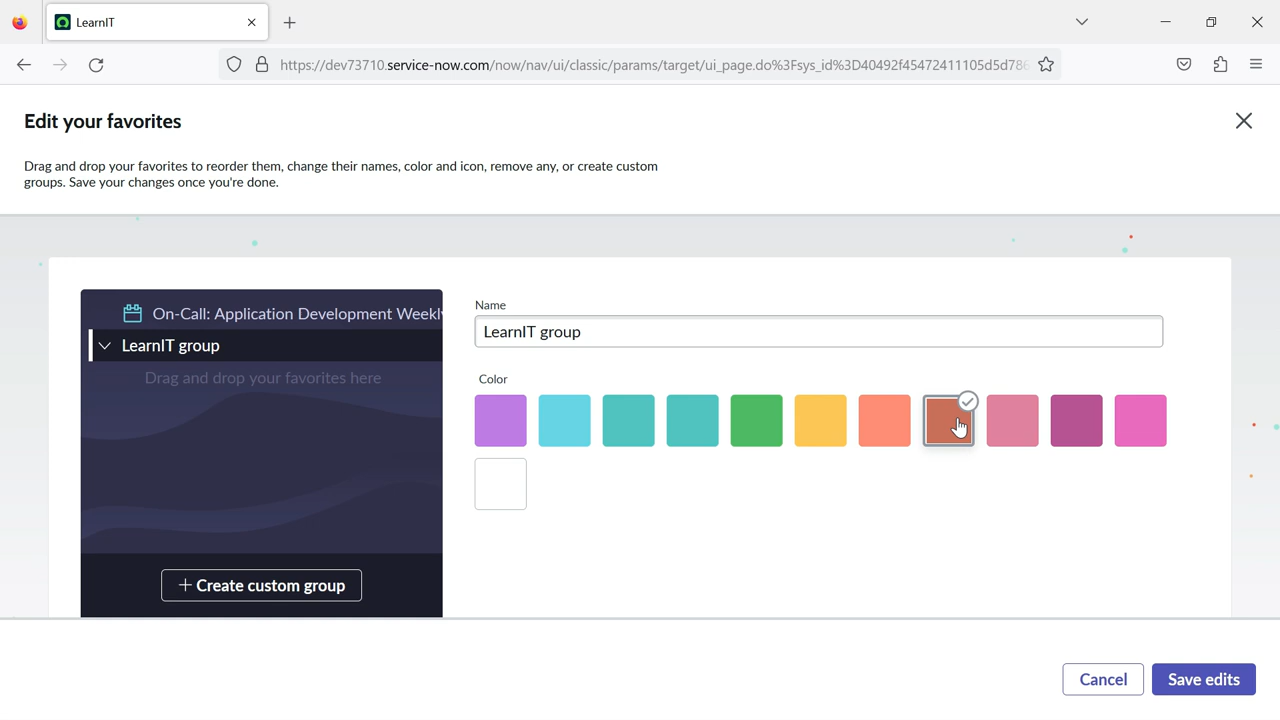 LearnIT
https://dev73710.service-now.com/now/nav/ui/classic/params/target/ui_page.do%3Fsys_id%3D40492f45472411105d5d786
Edit your favorites
Drag and drop your favorites to reorder them, change their names, color and icon, remove any, or create custom
groups. Save your changes once you're done.
On-Call: Application Development Weekly
LearnIT group
Drag and drop your favorites here
+ Create custom group
Name
LearnIT group
Color
Cancel
Save edits